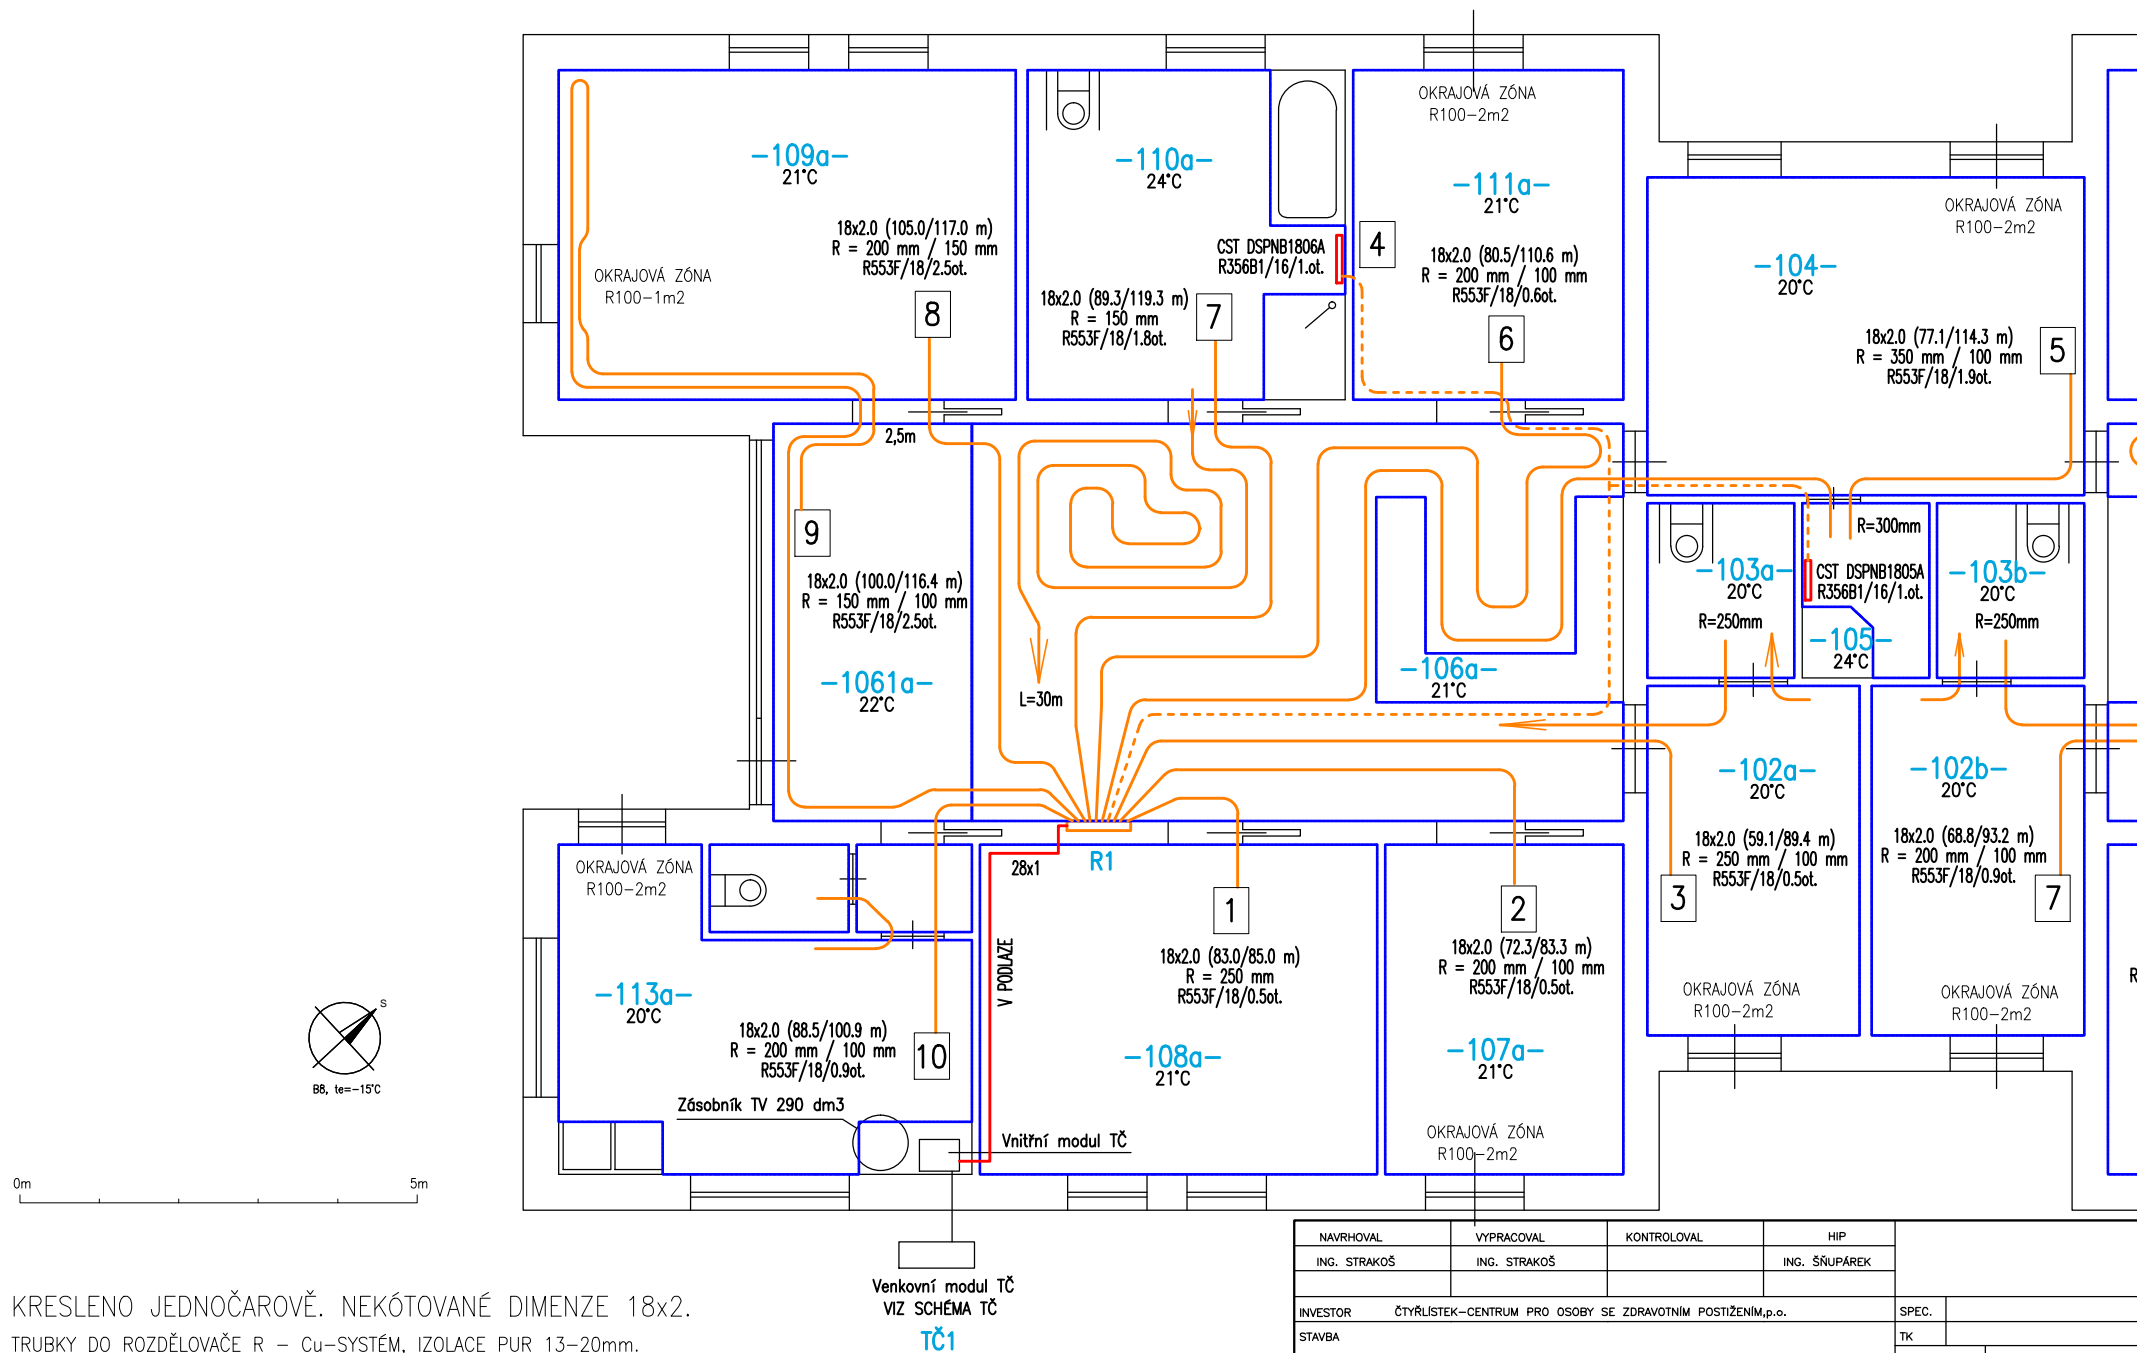 OKRAJOVÁ ZÓNA
R100-2m2
-109a-
21°C
-110a-
24°C
-111a-
21°C
OKRAJOVÁ ZÓNA
R100-2m2
18x2.0 (105.0/117.0 m)
R = 200 mm / 150 mm
R553F/18/2.5ot.
CST DSPNB1806A
R356B1/16/1.ot.
4
18x2.0 (80.5/110.6 m)
R = 200 mm / 100 mm
R553F/18/0.6ot.
-104-
20°C
OKRAJOVÁ ZÓNA
R100-1m2
8
18x2.0 (89.3/119.3 m)
R = 150 mm
R553F/18/1.8ot.
7
6
18x2.0 (77.1/114.3 m)
R = 350 mm / 100 mm
R553F/18/1.9ot.
5
2,5m
9
R=300mm
18x2.0 (100.0/116.4 m)
R = 150 mm / 100 mm
R553F/18/2.5ot.
-103a-
20°C
R=250mm
CST DSPNB1805A
R356B1/16/1.ot.
-103b-
20°C
R=250mm
-105-
24°C
-1061a-
22°C
L=30m
-106a-
21°C
-102a-
20°C
-102b-
20°C
18x2.0 (59.1/89.4 m)
R = 250 mm / 100 mm
R553F/18/0.5ot.
18x2.0 (68.8/93.2 m)
R = 200 mm / 100 mm
R553F/18/0.9ot.
OKRAJOVÁ ZÓNA
R100-2m2
28x1
R1
1
2
3
7
V PODLAZE
18x2.0 (83.0/85.0 m)
R = 250 mm
R553F/18/0.5ot.
18x2.0 (72.3/83.3 m)
R = 200 mm / 100 mm
R553F/18/0.5ot.
R
-113a-
20°C
OKRAJOVÁ ZÓNA
R100-2m2
OKRAJOVÁ ZÓNA
R100-2m2
S
B8, te=-15°C
18x2.0 (88.5/100.9 m)
R = 200 mm / 100 mm
R553F/18/0.9ot.
10
-108a-
21°C
-107a-
21°C
Zásobník TV 290 dm3
Vnitřní modul TČ
OKRAJOVÁ ZÓNA
R100-2m2
0m
5m
NAVRHOVAL
VYPRACOVAL
KONTROLOVAL
HIP
ING. STRAKOŠ
ING. STRAKOŠ
ING. ŠŇUPÁREK
Venkovní modul TČ
VIZ SCHÉMA TČ
TČ1
INVESTOR
ČTYŘLÍSTEK-CENTRUM PRO OSOBY SE ZDRAVOTNÍM POSTIŽENÍM,p.o.
SPEC.
STAVBA
TK
KRESLENO JEDNOČAROVĚ. NEKÓTOVANÉ DIMENZE 18x2.
TRUBKY DO ROZDĚLOVAČE R - Cu-SYSTÉM, IZOLACE PUR 13-20mm.